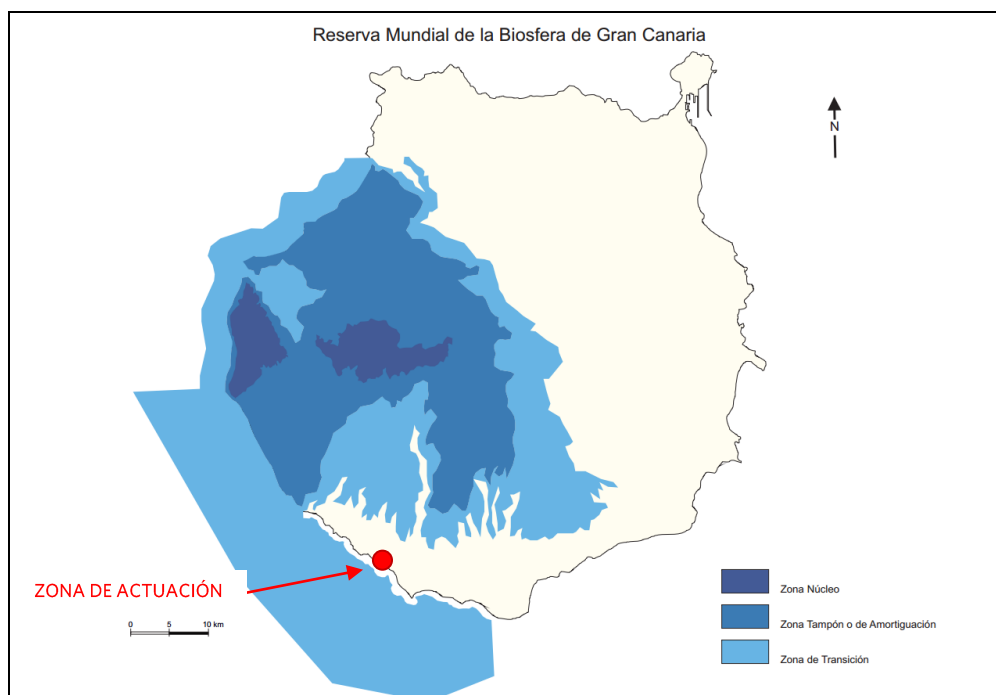 Reserva Mundial de la Biosfera de Gran Canaria
N
ZONA DE ACTUACIÓN
0 5 10 km
Zona Núcleo
Zona Tampón o de Amortiguación
Zona de Transición